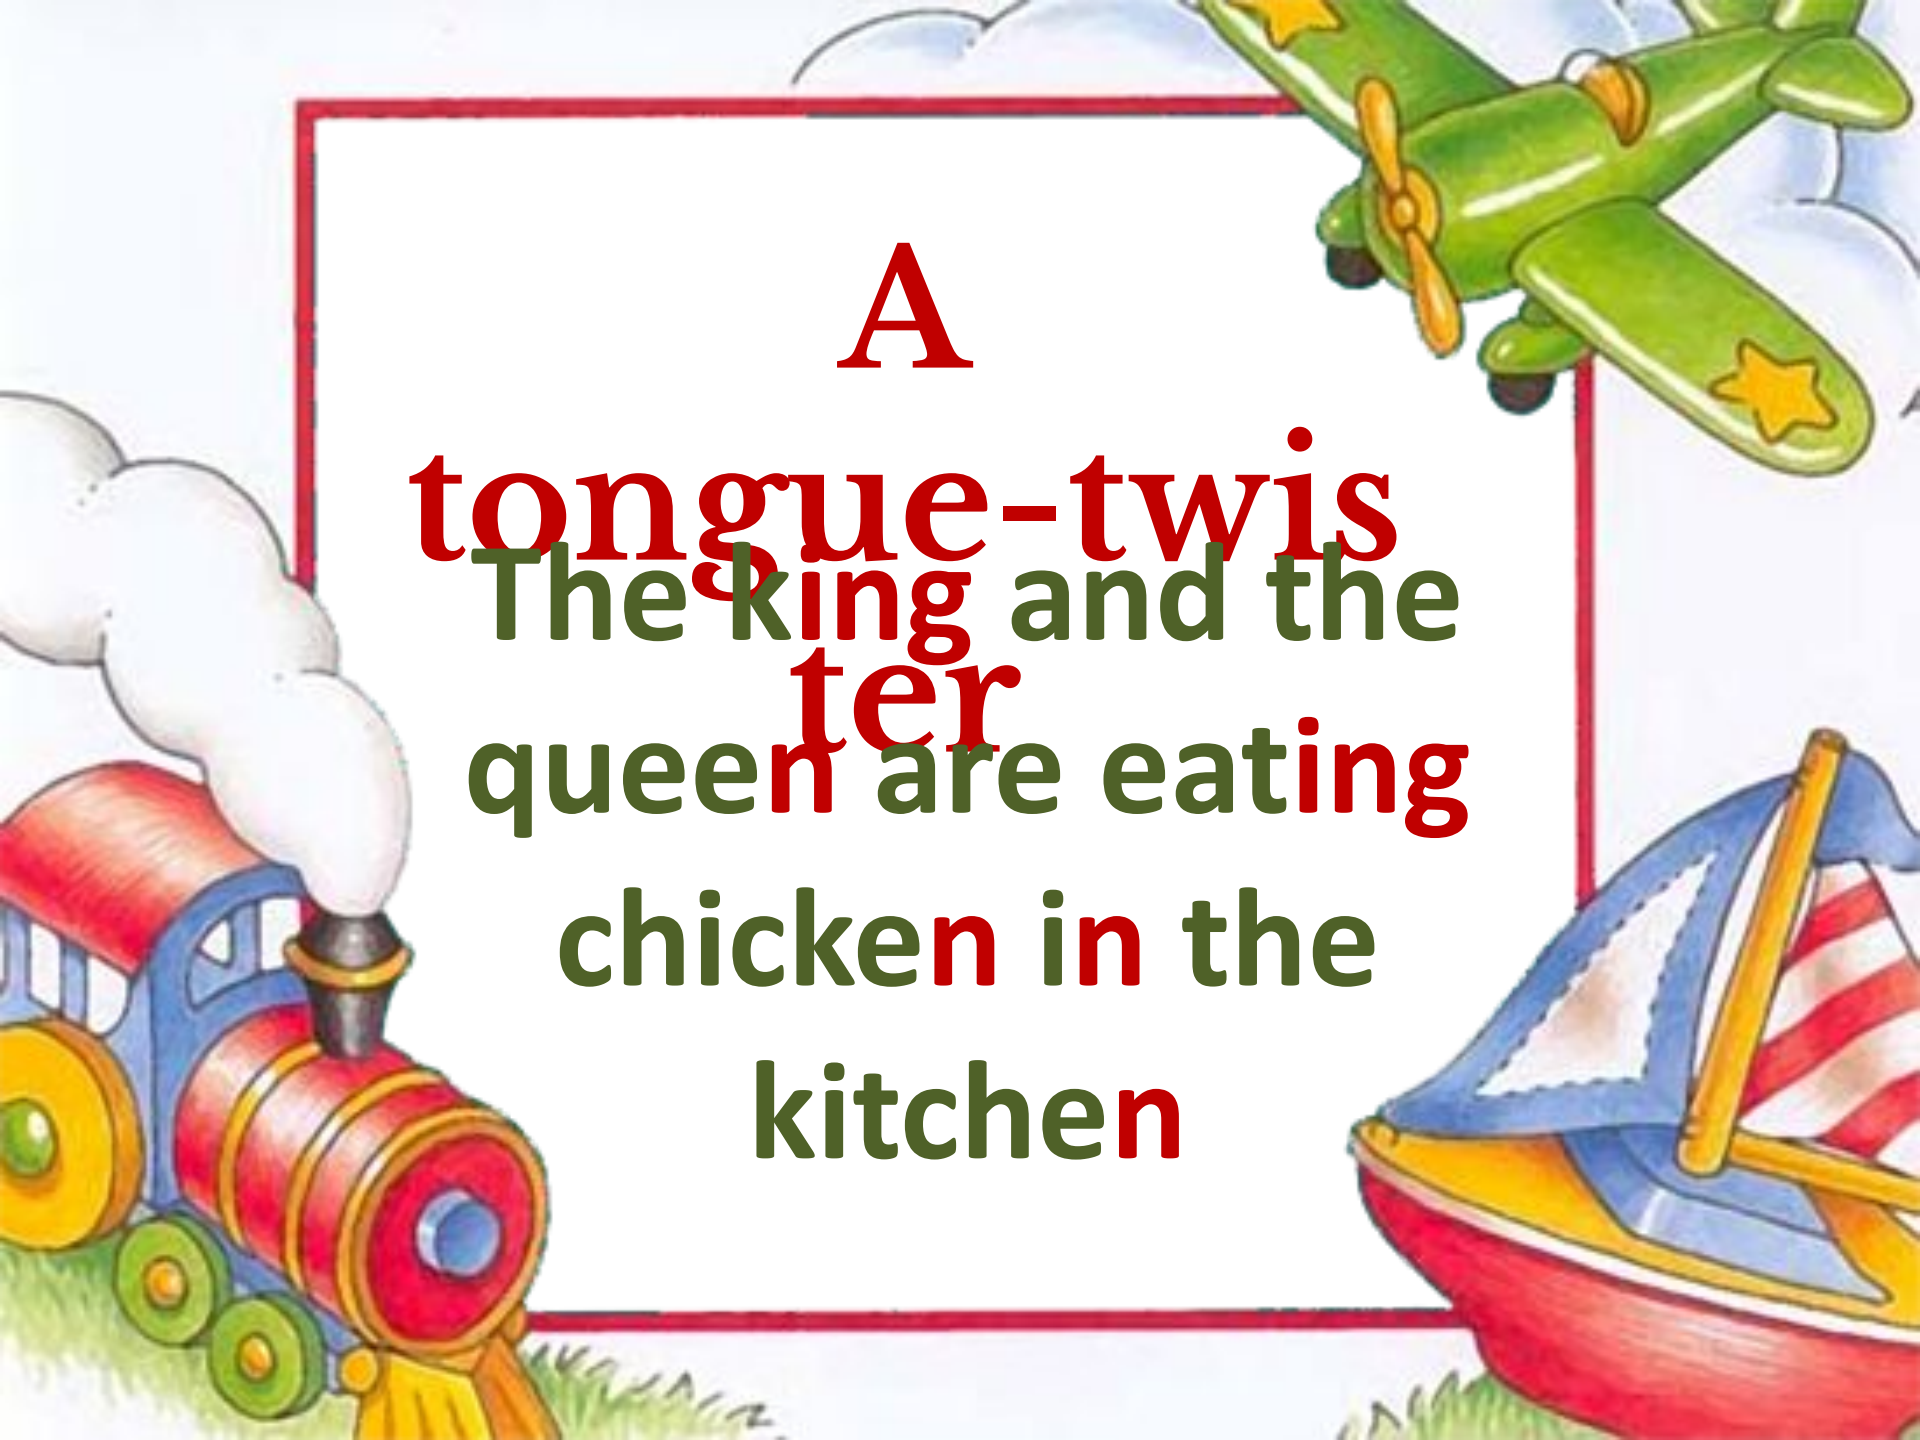 A
tongue-twis
ter
The king and the
queen are eating
chicken in the
kitchen